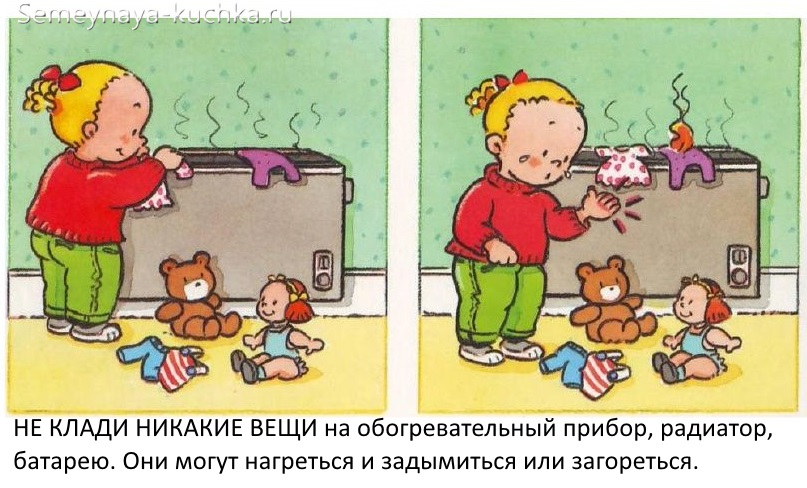 Semeynaya-kuchka.ru
НЕ КЛАДИ НИКАКИЕ ВЕЩИ на обогревательный прибор, радиатор,
батарею. Они могут нагреться и задымиться или загореться.